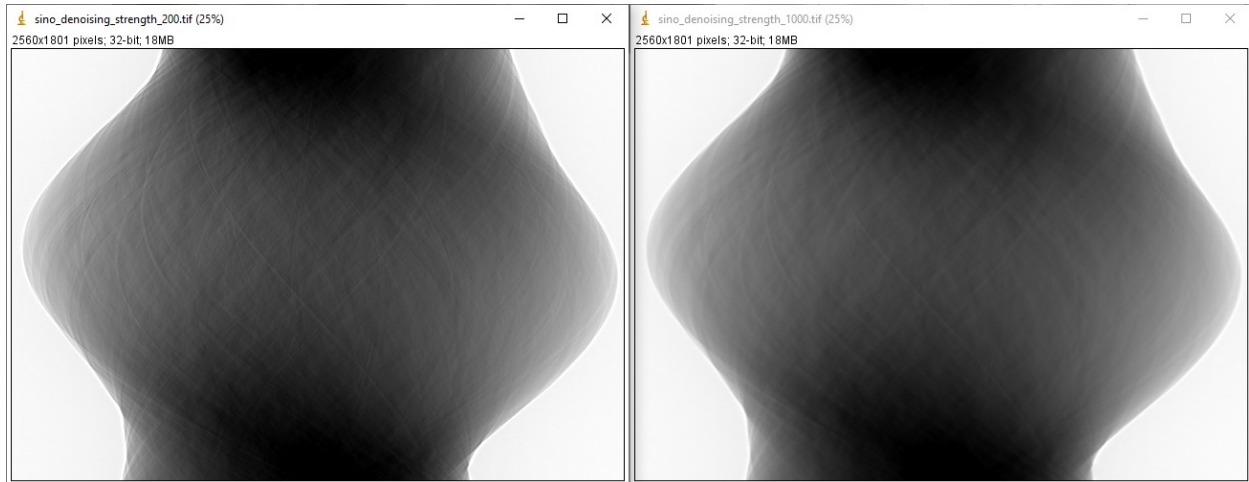 sino_denoising_strength_200.tif (25%)
2560x1801 pixels; 32-bit; 18MB
sino_denoising_strength_1000.tif (25%)
2560x1801 pixels; 32-bit; 18MB